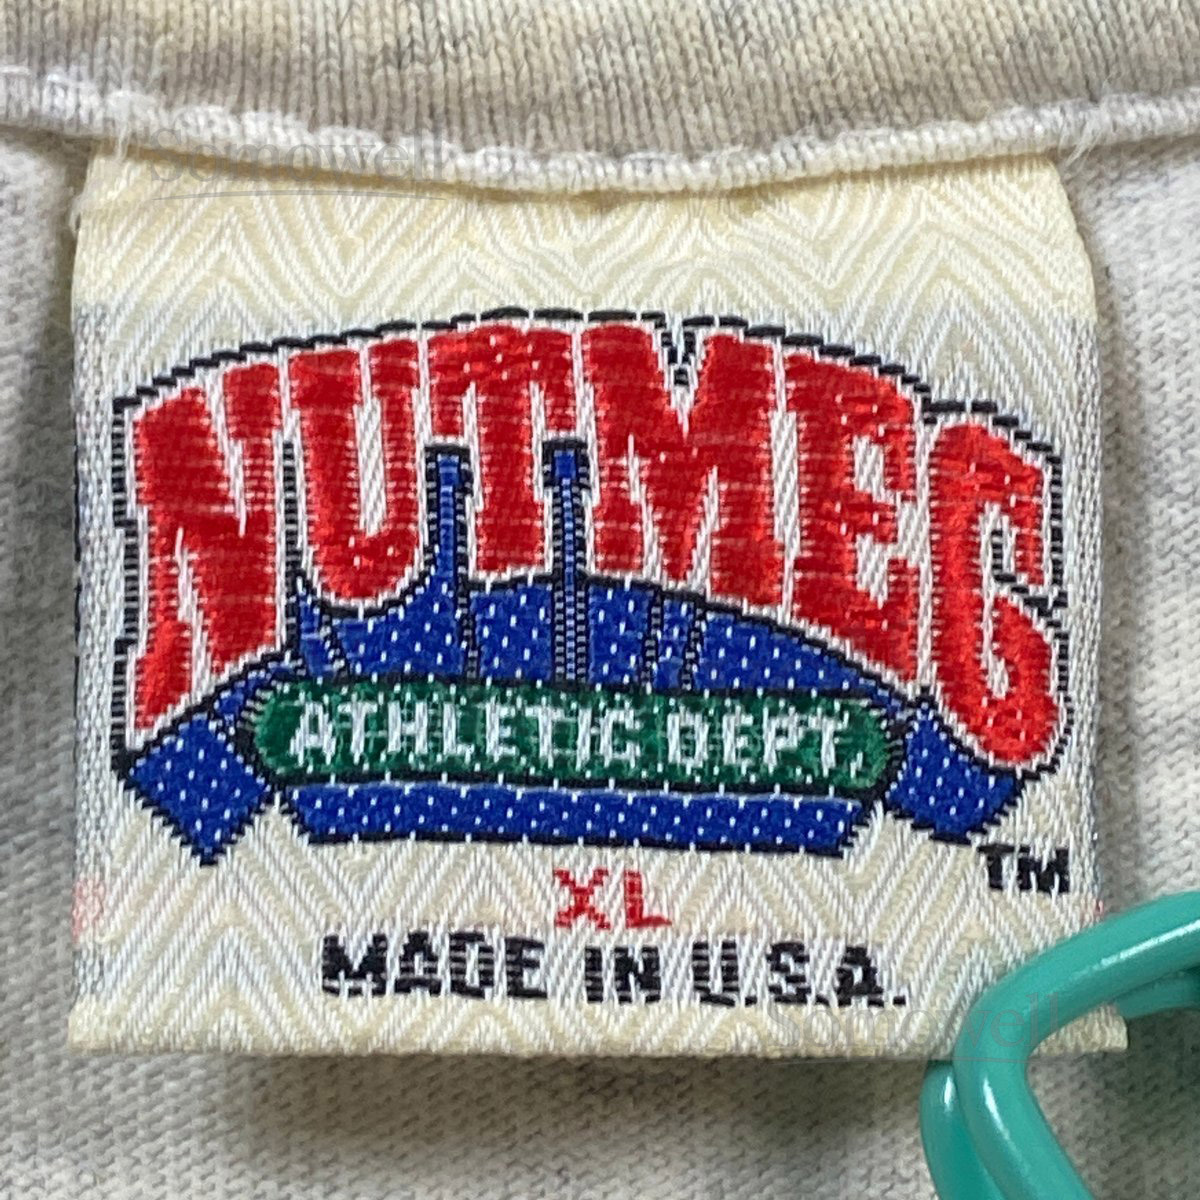 NUTMEG
ATHLETIC DEPT.
TM
XL
MADE IN U.S.A.